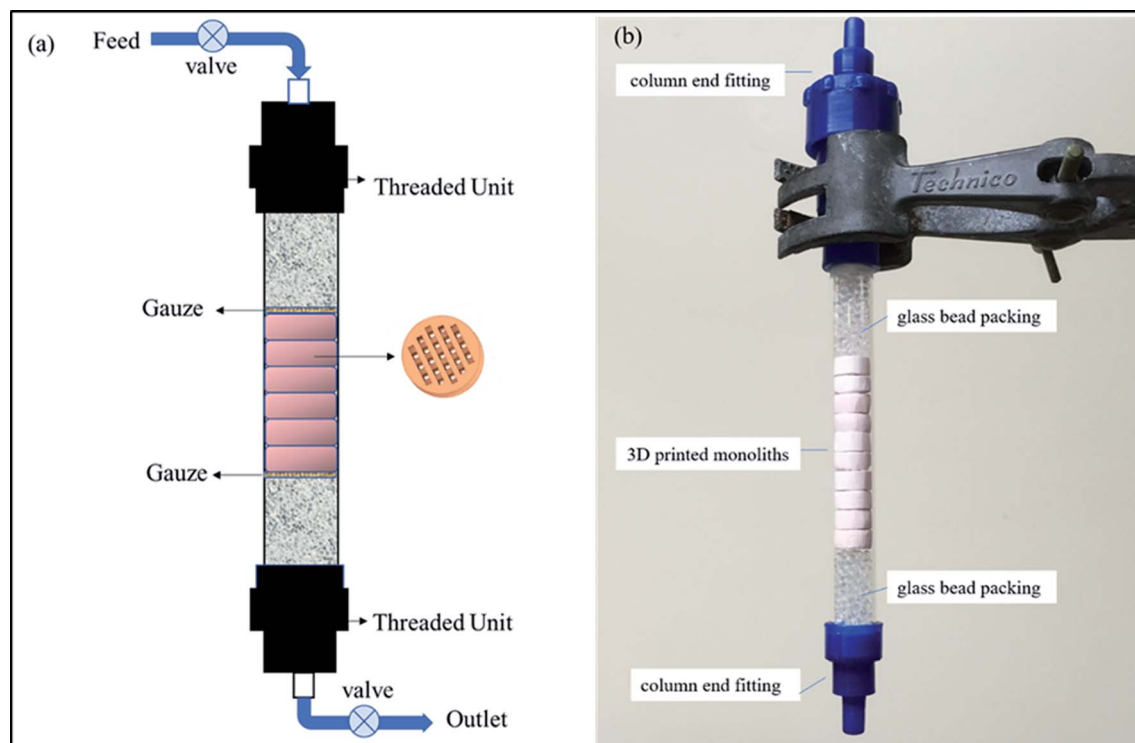 (a)
Feed
valve
Threaded Unit
Gauze
Gauze
Threaded Unit
valve
Outlet
(b)
column end fitting
Technico
glass bead packing
3D printed monoliths
glass bead packing
column end fitting